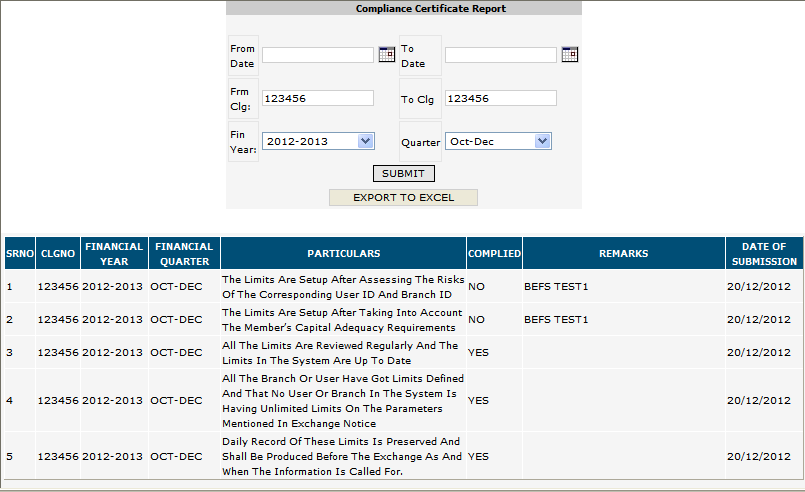 Compliance Certificate Report
From Date To Date
Frm Clg: 123456 To Clg 123456
Fin Year: 2012-2013 Quarter Oct-Dec
SUBMIT
EXPORT TO EXCEL
SRNO CLGNO FINANCIAL YEAR FINANCIAL QUARTER PARTICULARS COMPLIED REMARKS DATE OF SUBMISSION
1 123456 2012-2013 OCT-DEC The Limits Are Setup After Assessing The Risks
Of The Corresponding User ID And Branch ID NO BEFS TEST1 20/12/2012
2 123456 2012-2013 OCT-DEC The Limits Are Setup After Taking Into Account
The Member's Capital Adequacy Requirements NO BEFS TEST1 20/12/2012
3 123456 2012-2013 OCT-DEC All The Limits Are Reviewed Regularly And The
Limits In The System Are Up To Date YES 20/12/2012
4 123456 2012-2013 OCT-DEC All The Branch Or User Have Got Limits Defined
And That No User Or Branch In The System Is
Having Unlimited Limits On The Parameters
Mentioned In Exchange Notice YES 20/12/2012
5 123456 2012-2013 OCT-DEC Daily Record Of These Limits Is Preserved And
Shall Be Produced Before The Exchange As And
When The Information Is Called For. YES 20/12/2012